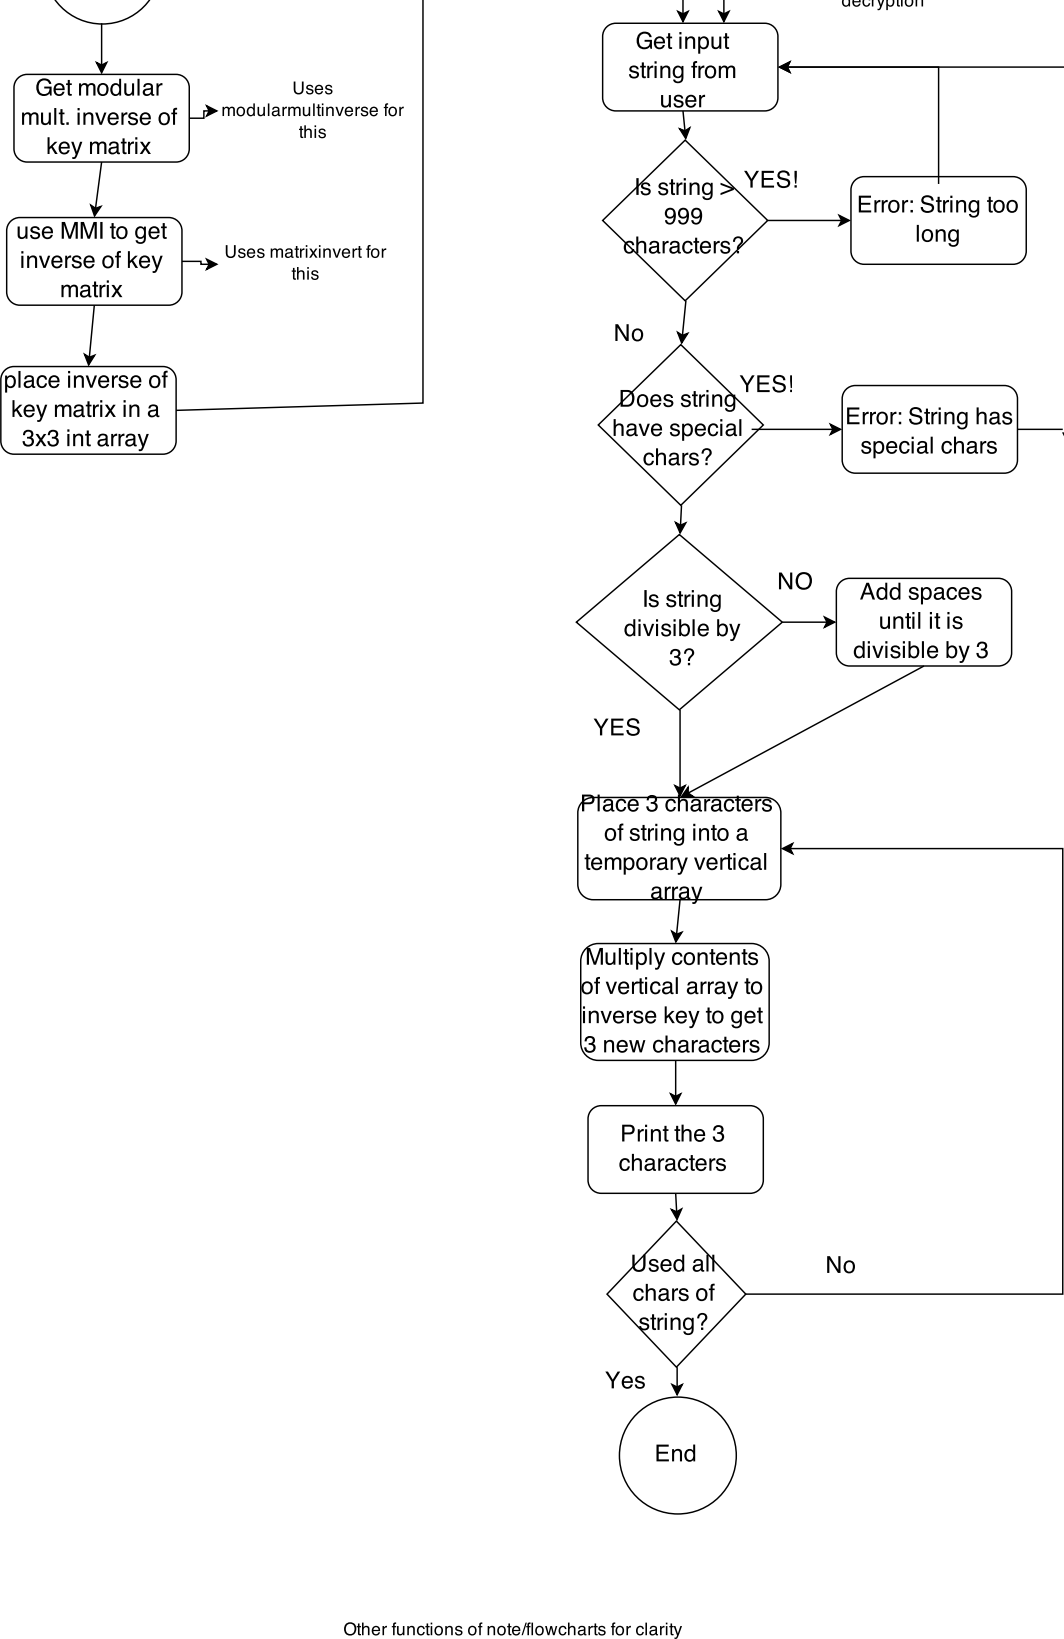 decryption
Get modular
mult. inverse of
key matrix
Uses
modularmultinverse for
this
use MMI to get
inverse of key
matrix
Uses matrixinvert for
this
place inverse of
key matrix in a
3x3 int array
Get input
string from
user
Is string >
999
characters?
YES!
Error: String too
long
No
Does string
have special
chars?
YES!
Error: String has
special chars
Is string
divisible by
3?
NO
Add spaces
until it is
divisible by 3
YES
Place 3 characters
of string into a
temporary vertical
array
Multiply contents
of vertical array to
inverse key to get
3 new characters
Print the 3
characters
Used all
chars of
string?
No
Yes
End
Other functions of note/flowcharts for clarity